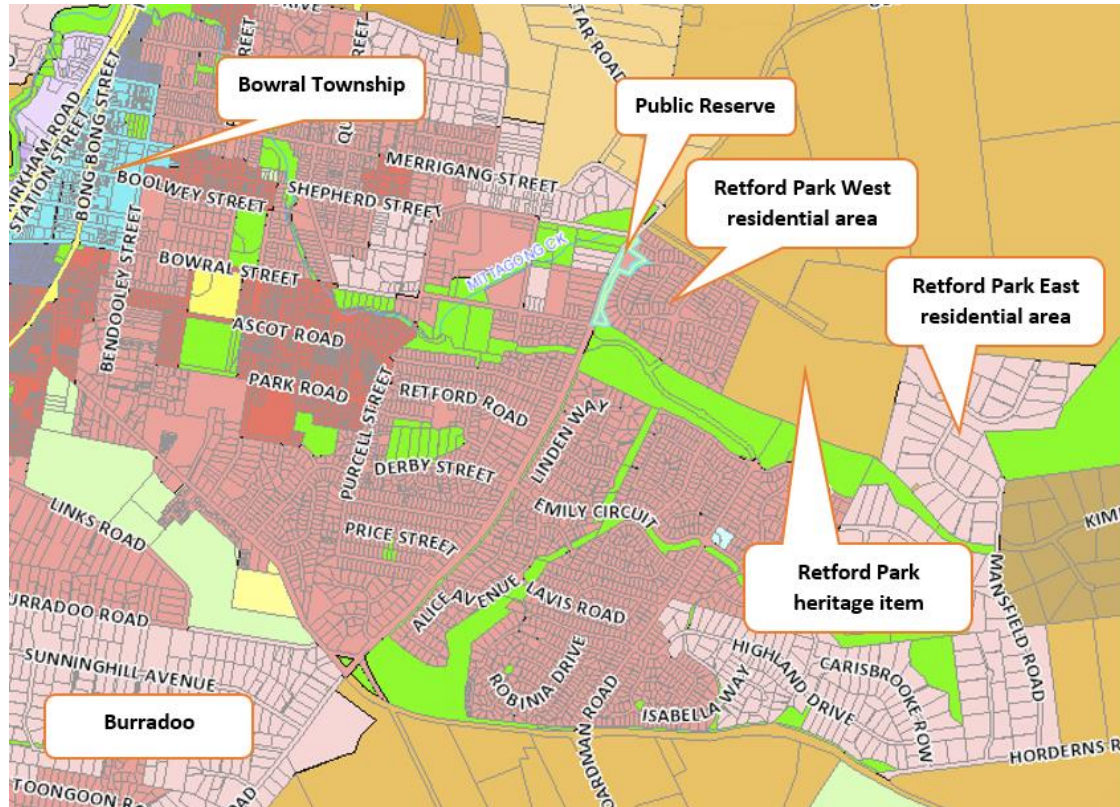 Bowral Township
Public Reserve
Retford Park West
residential area
Retford Park East
residential area
Retford Park
heritage item
Burradoo
STATION STREET
BONG BONG STREET
BENDOOLEY STREET
BOOLWEY STREET
SHEPHERD STREET
MERRIGANG STREET
MITTAGONG CK
BOWRAL STREET
ASCOT ROAD
PARK ROAD
PURCELL STREET
RETFORD ROAD
LINDEN WAY
DERBY STREET
EMILY CIRCUIT
PRICE STREET
LINKS ROAD
ALICE AVENUE
LAVIS ROAD
SUNNINGHILL AVENUE
ROBINIA DRIVE
ISABELLA WAY
HIGHLAND DRIVE
CARISBROOKE ROW
MANSFIELD ROAD